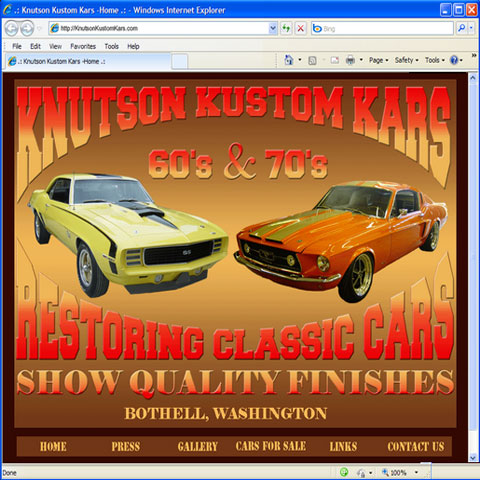 .: Knutson Kustom Kars -Home .: - Windows Internet Explorer
http://KnutsonKustomKars.com
Bing
File Edit View Favorites Tools Help
.: Knutson Kustom Kars -Home .:
Page Safety Tools
KNUTSON KUSTOM KARS
60's & 70's
SS
RESTORING CLASSIC CARS
SHOW QUALITY FINISHES
BOTHELL, WASHINGTON
HOME PRESS GALLERY CARS FOR SALE LINKS CONTACT US
Done 100%